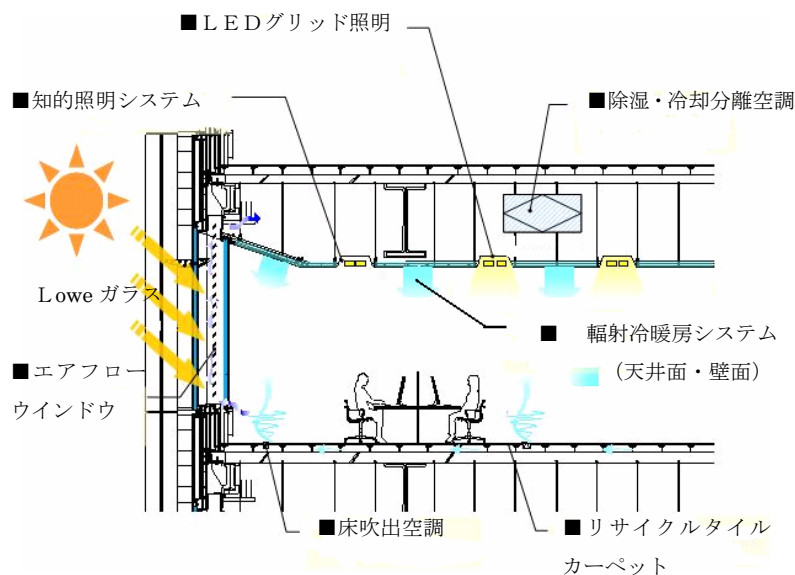 ■ＬＥＤグリッド照明
■知的照明システム
■除湿・冷却分離空調
Ｌowe ガラス
■　輻射冷暖房システム
（天井面・壁面）
■エアフロー
ウインドウ
■床吹出空調
■リサイクルタイル
カーペット